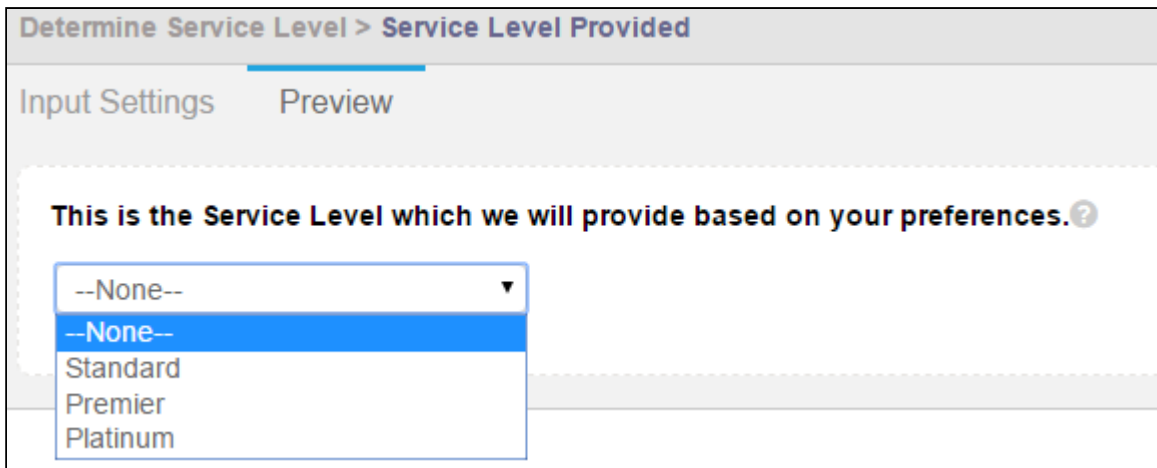 Determine Service Level > Service Level Provided
Input Settings Preview
This is the Service Level which we will provide based on your preferences.?
--None--
--None--
Standard
Premier
Platinum